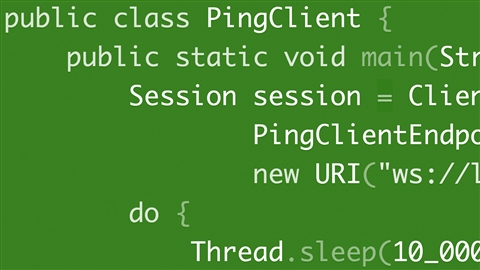 public class PingClient {
public static void main(Str
Session session = Clien
PingClientEndpo
new URI("ws://l
do {
Thread.sleep(10_000